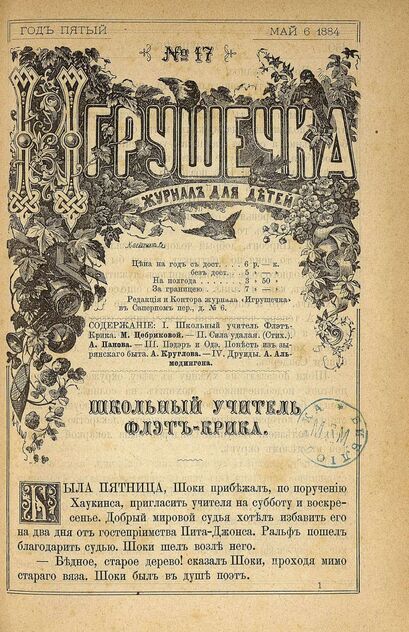 ГОДЪ ПЯТЫЙ
МАЙ 6 1884
№ 17
ИГРУШЕЧКА
ЖУРНАЛЪ ДЛЯ ДѢТЕЙ
Цѣна на годъ съ дост. . . . 6 р. — к.
безъ дост. . . 5 » — »
На полгода . . . . . . . . 3 » 50 »
За границею. . . . . . . . 7 » — »
Редакція и Контора журнала «Игрушечка»
въ Саперномъ пер., д. № 6.
СОДЕРЖАНІЕ: I. Школьный учитель Флэтъ-
Крика. М. Цебриковой. — II. Сила удалая. (Стих.).
А. Панова. — III. Пэдэръ и Одэ, Повѣсть изъ зы-
рянскаго быта. А. Круглова. — IV. Друиды. А. Аль-
медингена.
ШКОЛЬНЫЙ УЧИТЕЛЬ
ФЛЭТЪ-КРИКА.
БЫЛА ПЯТНИЦА, Шоки прибѣжалъ, по порученію
Хаукинса, пригласить учителя на субботу и воскре-
сенье. Добрый мировой судья хотѣлъ избавить его
на два дня отъ гостепріимства Пита-Джонса. Ральфъ пошелъ
благодарить судью. Шоки шелъ возлѣ него.
— Бѣдное, старое дерево! сказалъ Шоки, проходя мимо
стараго вяза. Шоки былъ въ душѣ поэтъ.
1